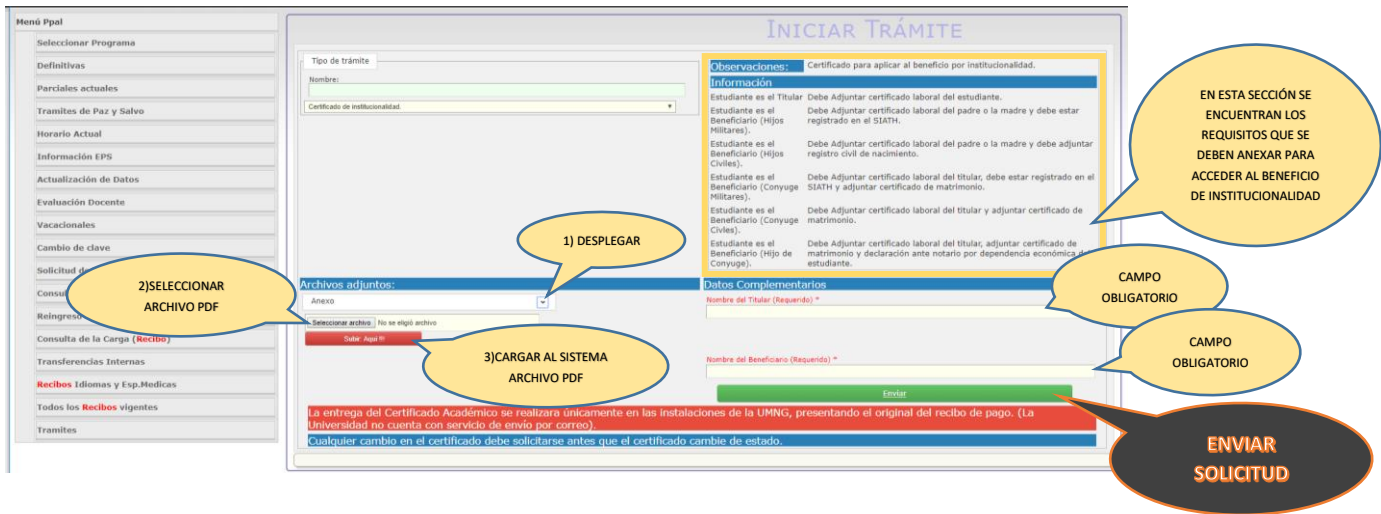 Menú Ppal
Seleccionar Programa
Definitivas
Parciales actuales
Tramites de Paz y Salvo
Horario Actual
Información EPS
Actualización de Datos
Evaluación Docente
Vacacionales
Cambio de clave
Solicitud de
Reingreso
Consulta de la Carga (Recibo)
Transferencias Internas
Recibos Idiomas y Esp.Medicas
Todos los Recibos vigentes
Tramites
INICIAR TRÁMITE
Tipo de trámite
Nombre:
Certificado de institucionalidad.
Observaciones: Certificado para aplicar al beneficio por institucionalidad.
Información
Estudiante es el Titular Debe Adjuntar certificado laboral del estudiante.
Estudiante es el Debe Adjuntar certificado laboral del padre o la madre y debe estar
Beneficiario (Hijos registrado en el SIATH.
Militares).
Estudiante es el Debe Adjuntar certificado laboral del padre o la madre y debe adjuntar
Beneficiario (Hijos registro civil de nacimiento.
Civiles).
Estudiante es el Debe Adjuntar certificado laboral del titular, debe estar registrado en el
Beneficiario (Conyuge SIATH y adjuntar certificado de matrimonio.
Militares).
Estudiante es el Debe Adjuntar certificado laboral del titular y adjuntar certificado de
Beneficiario (Conyuge matrimonio.
Civles).
Estudiante es el Debe Adjuntar certificado laboral del titular, adjuntar certificado de
Beneficiario (Hijo de matrimonio y declaración ante notario por dependencia económica
Conyuge). estudiante.
EN ESTA SECCIÓN SE
ENCUENTRAN LOS
REQUISITOS QUE SE
DEBEN ANEXAR PARA
ACCEDER AL BENEFICIO
DE INSTITUCIONALIDAD
1) DESPLEGAR
2)SELECCIONAR
ARCHIVO PDF
3)CARGAR AL SISTEMA
ARCHIVO PDF
Archivos adjuntos:
Anexo
Seleccionar archivo No se eligió archivo
Subir Aquí !!!
Datos Complementarios
Nombre del Titular (Requerido) *
CAMPO
OBLIGATORIO
Nombre del Beneficiario (Requerido) *
CAMPO
OBLIGATORIO
Enviar
La entrega del Certificado Académico se realizara únicamente en las instalaciones de la UMNG, presentando el original del recibo de pago. (La
Universidad no cuenta con servicio de envío por correo).
Cualquier cambio en el certificado debe solicitarse antes que el certificado cambie de estado.
ENVIAR
SOLICITUD